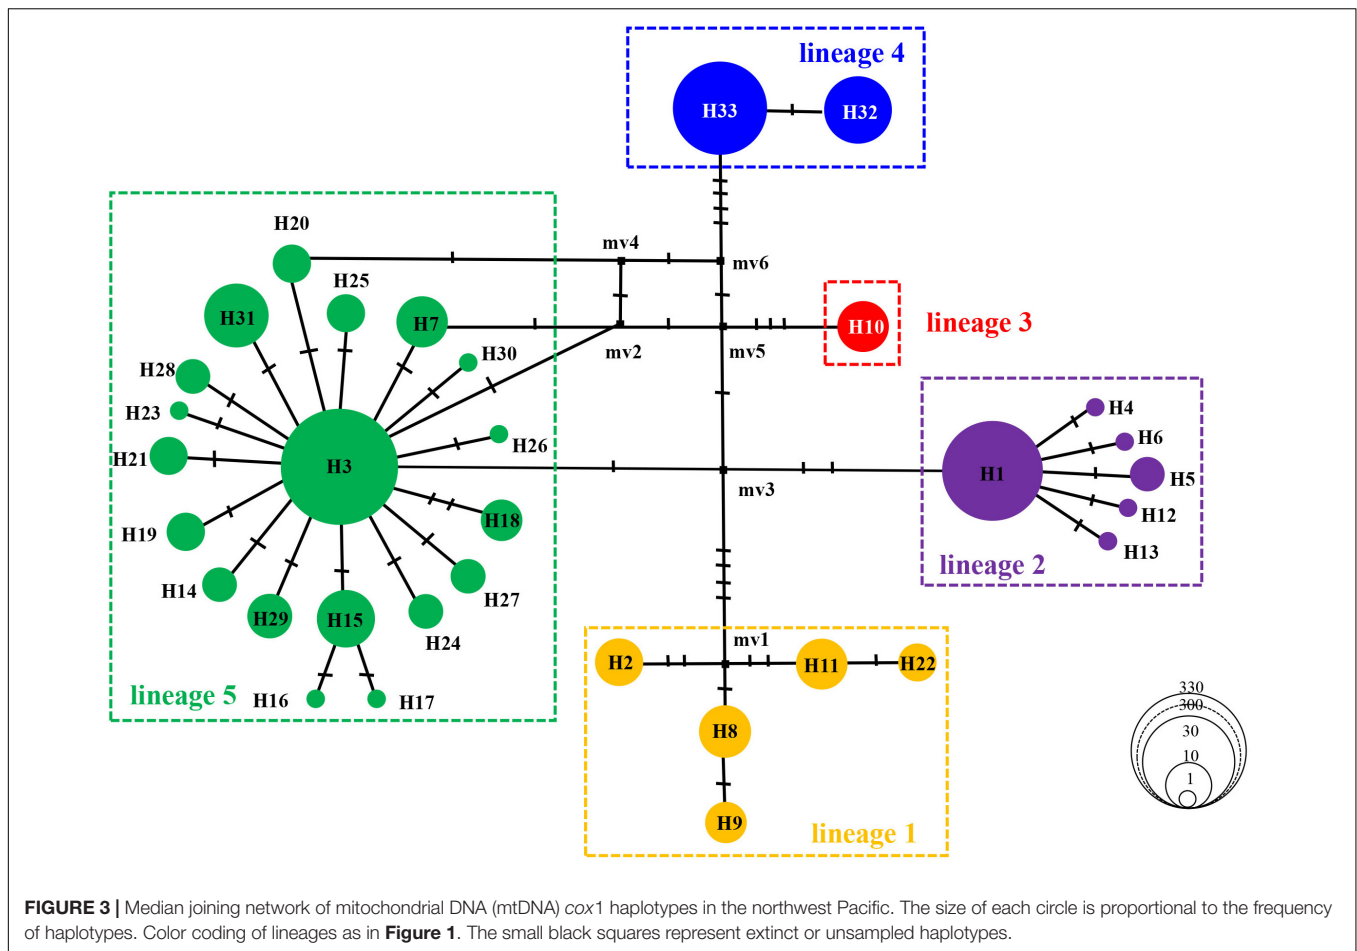 lineage 4
H33
H32
H20
mv4
mv6
H25
H31
H7
H10
lineage 3
mv2
mv5
H30
H28
H23
H4
H26
H6
H21
H3
H1
H5
mv3
H18
H12
H19
H13
lineage 2
H14
H27
H29
H15
H24
mv1
H2
H11
H22
lineage 5
H16
H17
330
300
30
10
1
H8
H9
lineage 1
FIGURE 3 | Median joining network of mitochondrial DNA (mtDNA) cox1 haplotypes in the northwest Pacific. The size of each circle is proportional to the frequency
of haplotypes. Color coding of lineages as in Figure 1. The small black squares represent extinct or unsampled haplotypes.